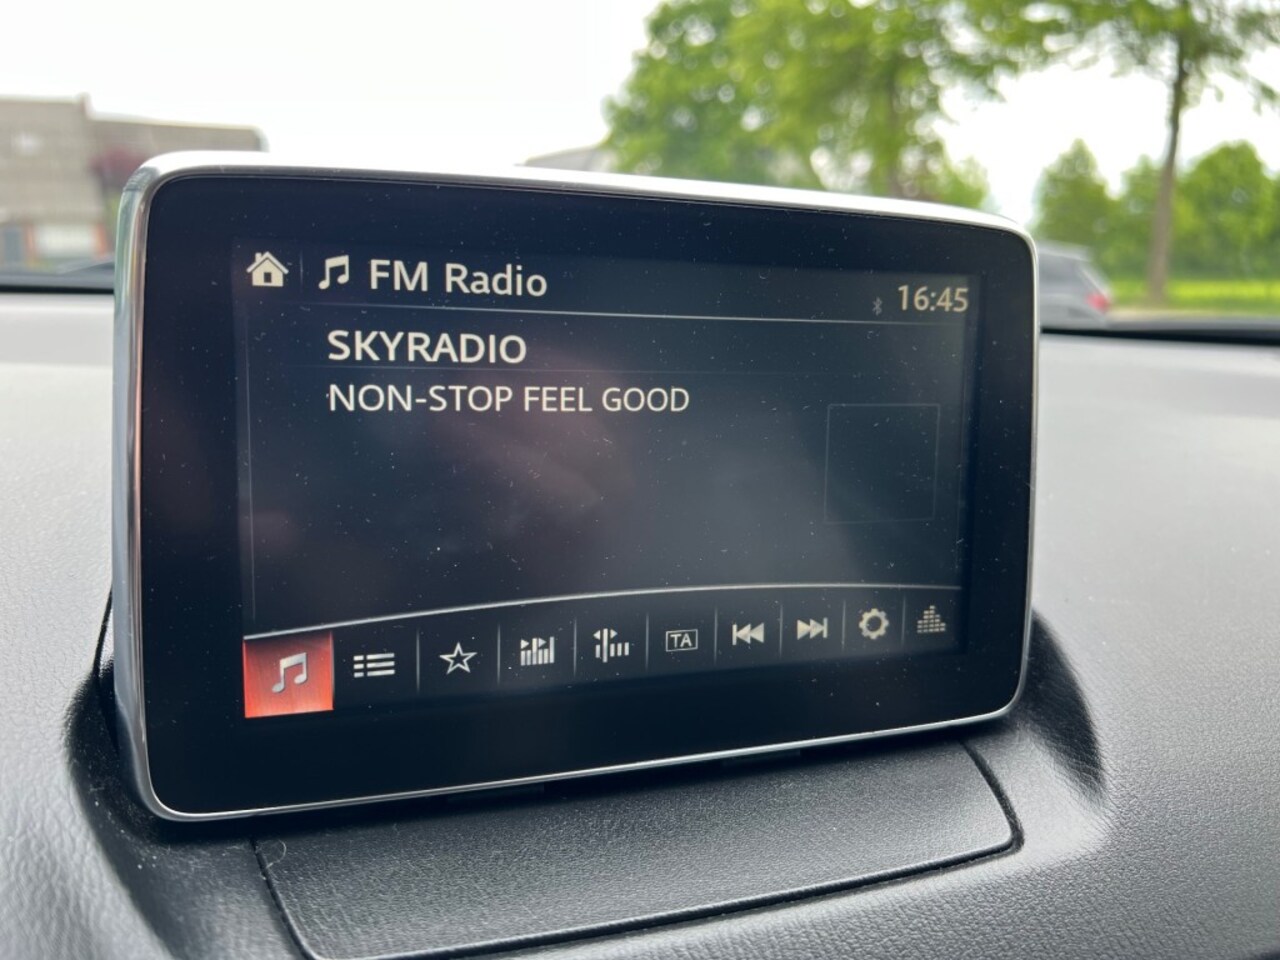 FM Radio
16:45
SKYRADIO
NON-STOP FEEL GOOD
TA